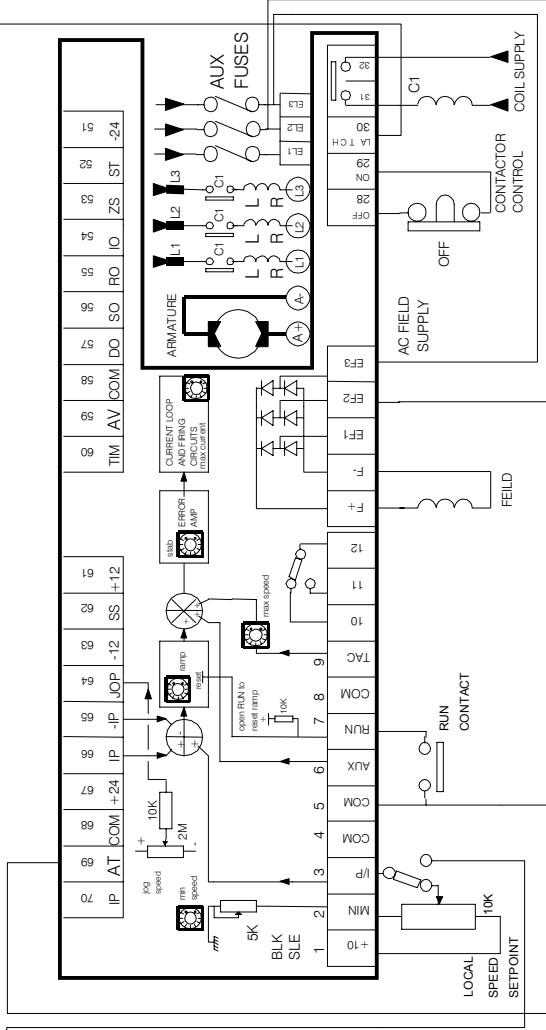 70 69 68 67 66 65 64 63 62 61
IP AT COM +24 IP -IP JOP -12 SS +12
60 59 58 57 56 55 54 53 52 51
TIM AV COM DO SO RO IO ZS ST -24
jog
speed
+
10K
2M
-
min
speed
5K
+
-
+
ramp
reset
+
+
+
stab
ERROR
AMP
CURRENT LOOP
AND FIRING
CIRCUITS
max current
ARMATURE
L1 L2 L3
C1 C1 C1
L L L
R R R
AUX
FUSES
open RUN to
reset ramp
+
10K
max speed
BLK
SLE
A+ A- L1 L2 L3 EL1 EL2 EL3
1 2 3 4 5 6 7 8 9 10 11 12
+10 MIN I/P COM COM AUX RUN COM TAC
F+ F- EF1 EF2 EF3
28 29 30 31 32
OFF ON LATCH
AC FIELD
SUPPLY
LOCAL
SPEED
SETPOINT
10K
RUN
CONTACT
FEILD
OFF
CONTACTOR
CONTROL
C1
COIL SUPPLY